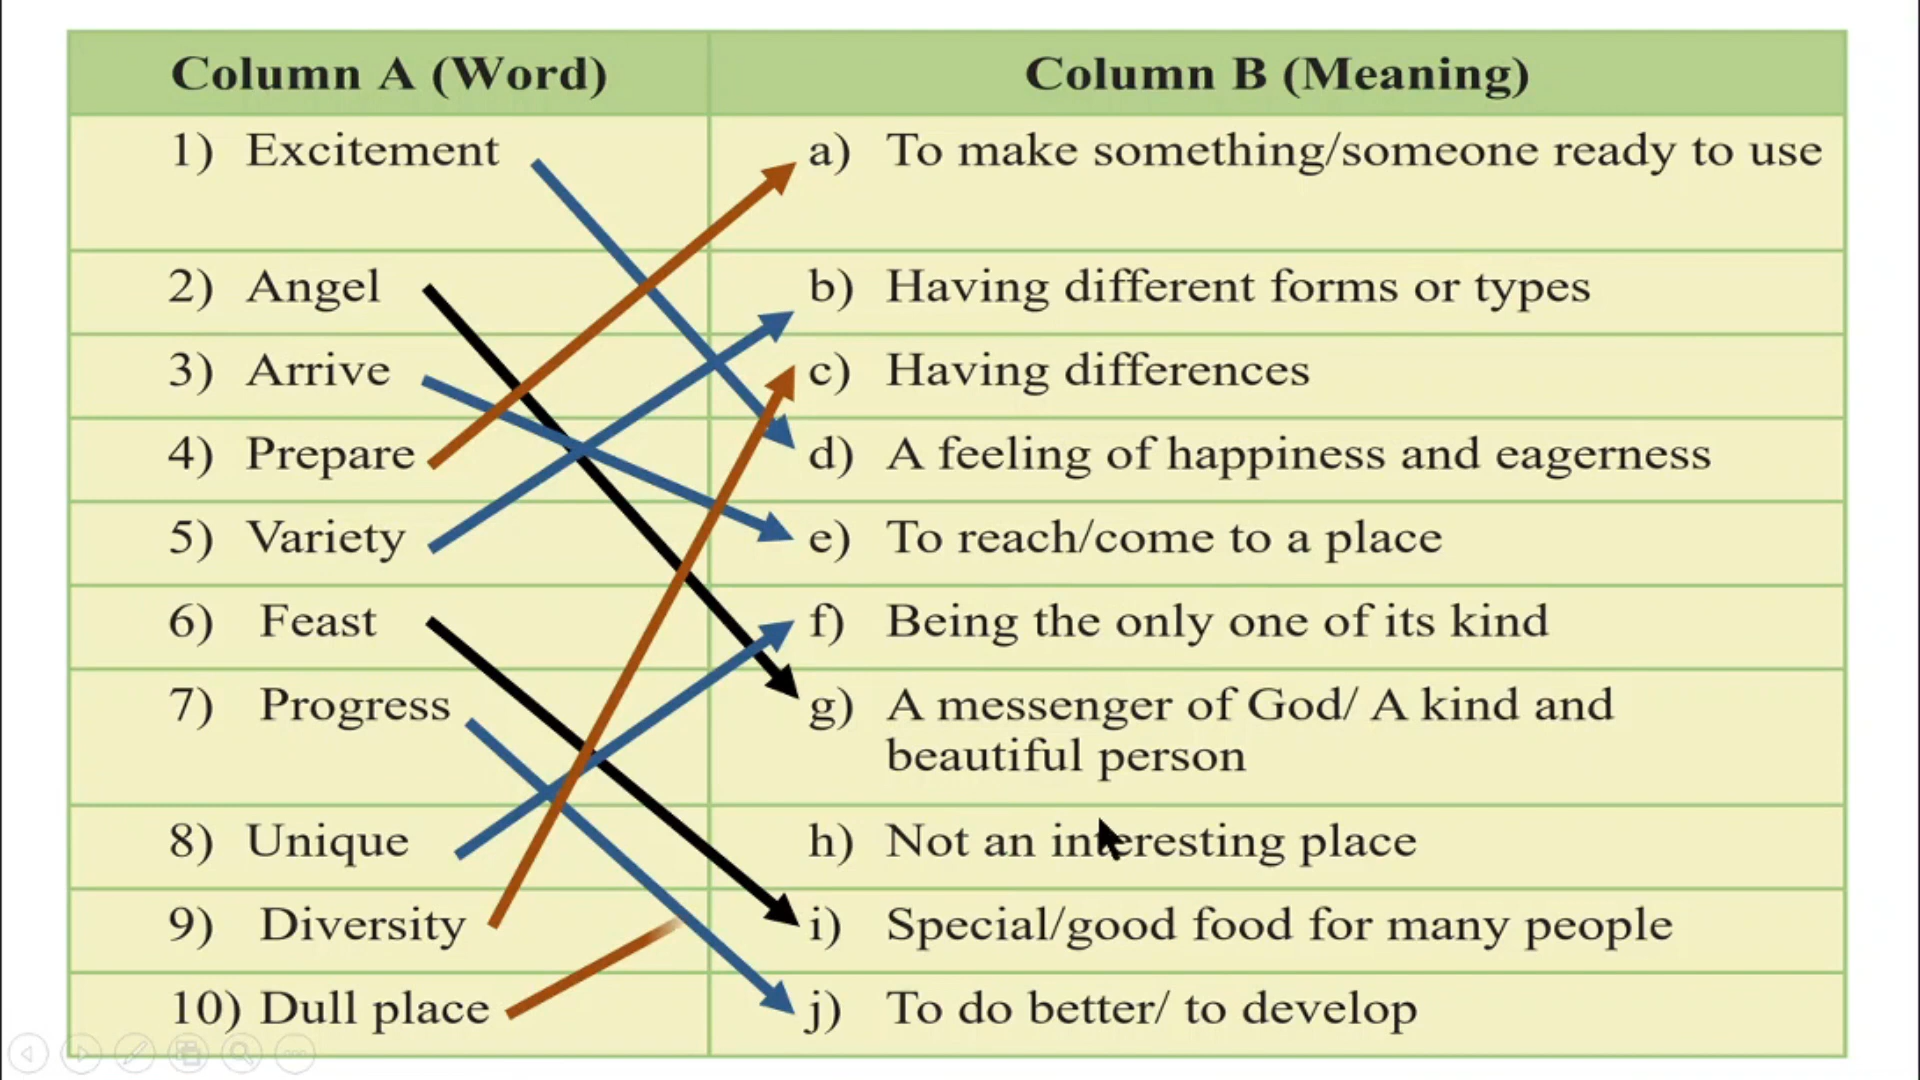 Column A (Word) Column B (Meaning)
1) Excitement a) To make something/someone ready to use
2) Angel b) Having different forms or types
3) Arrive c) Having differences
4) Prepare d) A feeling of happiness and eagerness
5) Variety e) To reach/come to a place
6) Feast f) Being the only one of its kind
7) Progress g) A messenger of God/ A kind and
beautiful person
8) Unique h) Not an interesting place
9) Diversity i) Special/good food for many people
10) Dull place j) To do better/ to develop